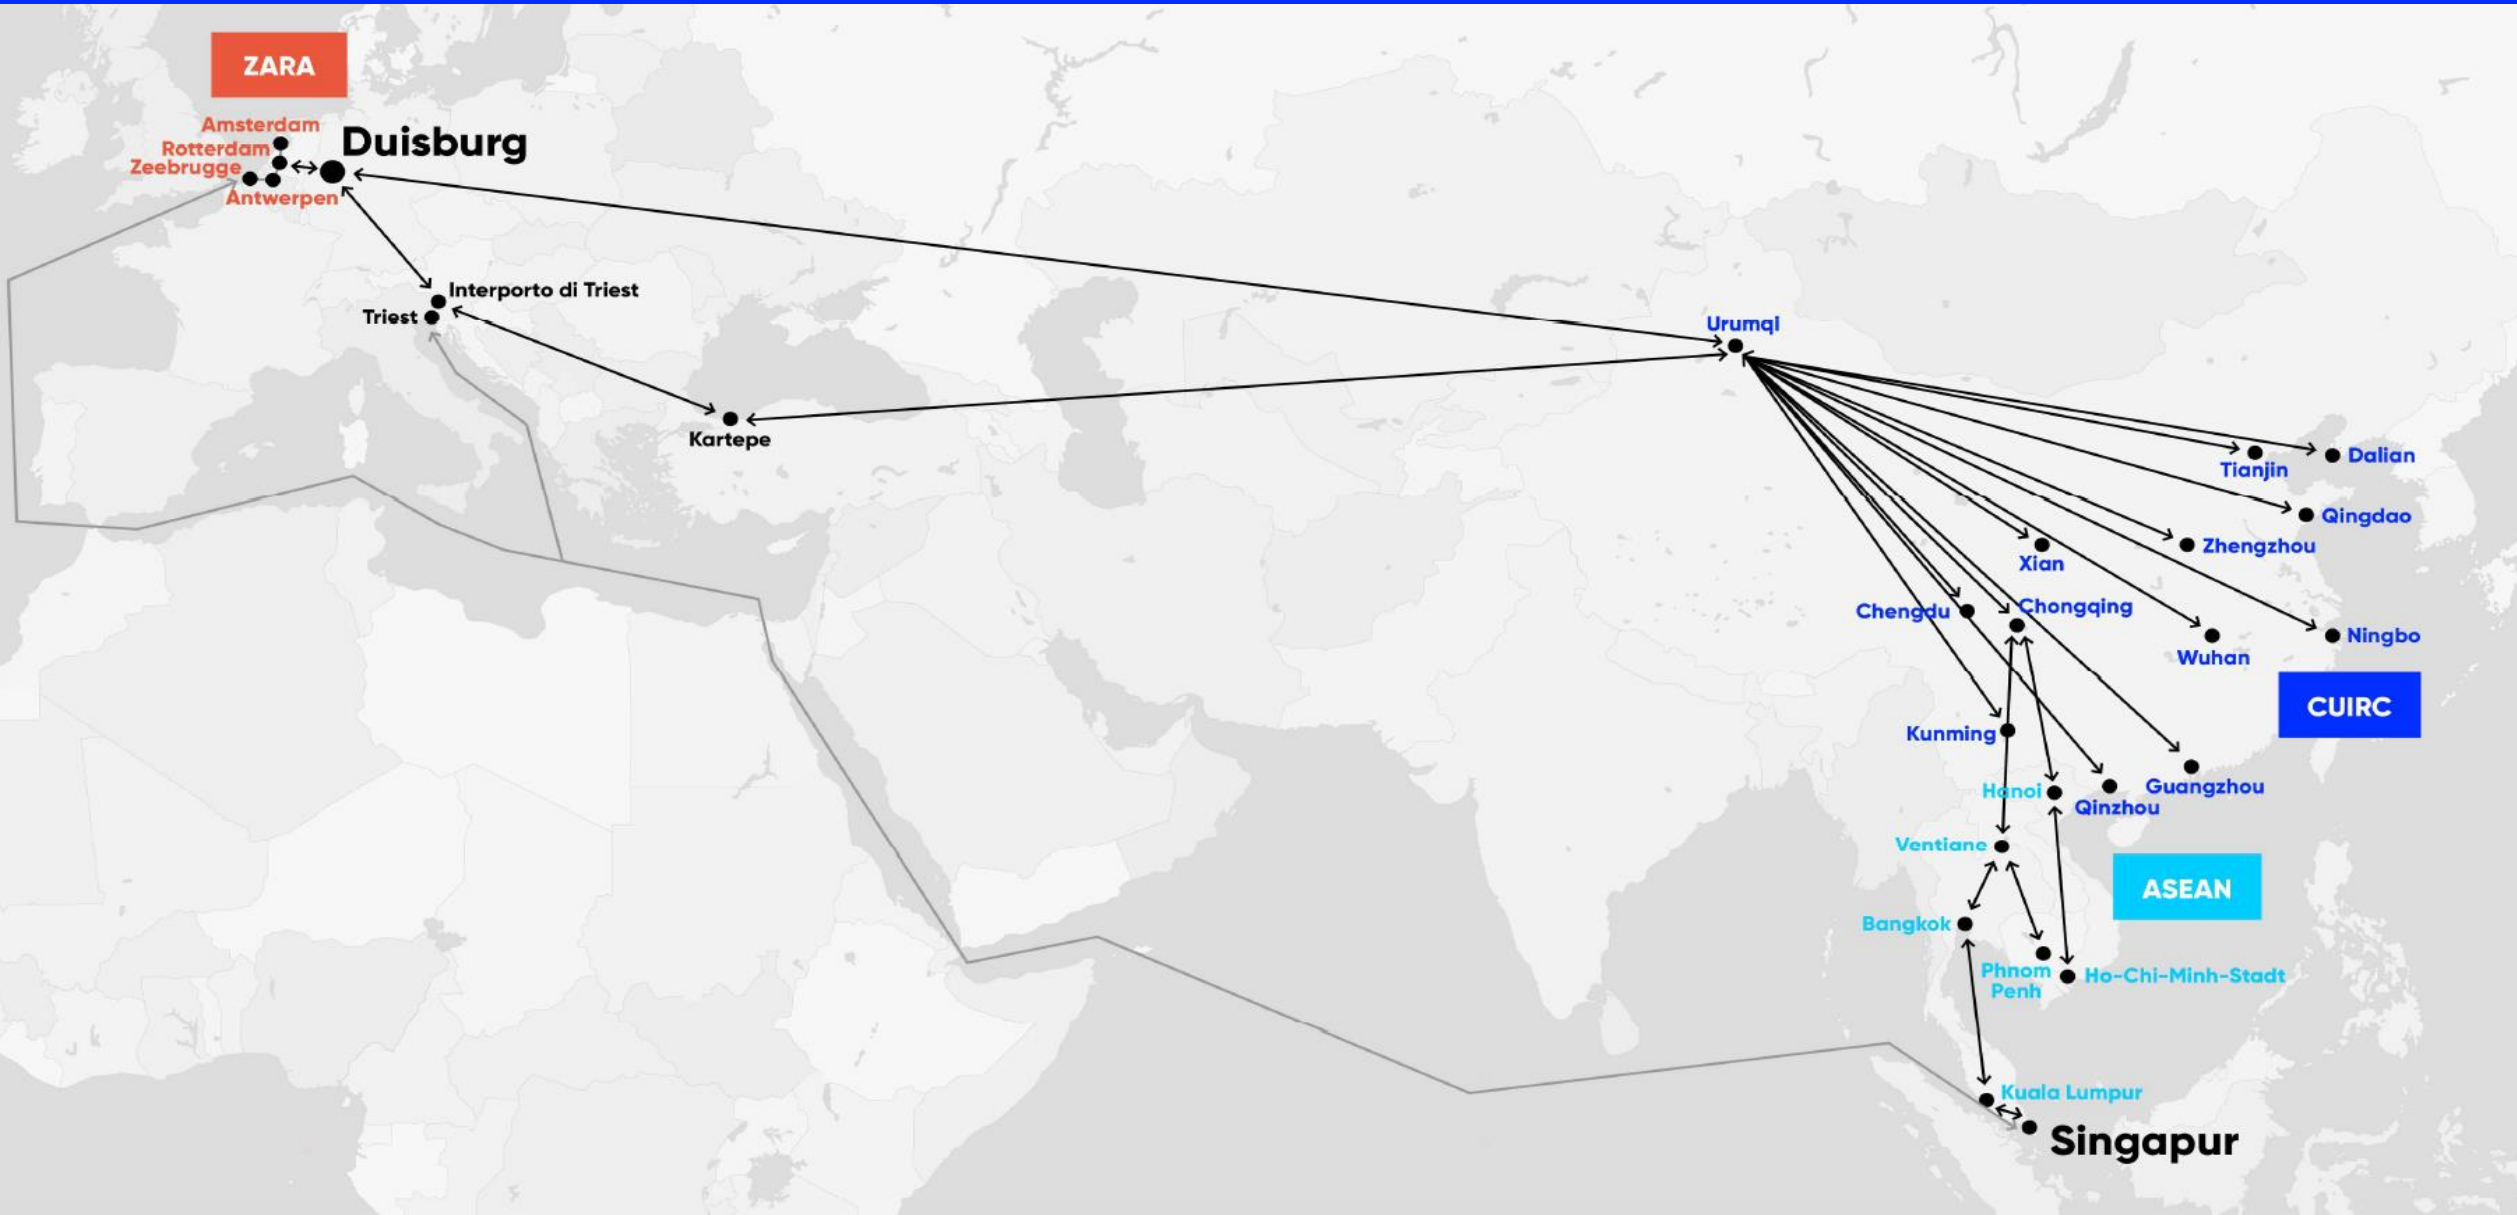 ZARA
Amsterdam
Rotterdam
Zeebrugge
Antwerpen
Duisburg
Interporto di Triest
Triest
Kartepe
Urumqi
Tianjin
Dalian
Qingdao
Zhengzhou
Xian
Chengdu
Chongqing
Wuhan
Ningbo
CUIRC
Kunming
Guangzhou
Hanoi
Qinzhou
Ventiane
ASEAN
Bangkok
Phnom
Penh
Ho-Chi-Minh-Stadt
Kuala Lumpur
Singapur